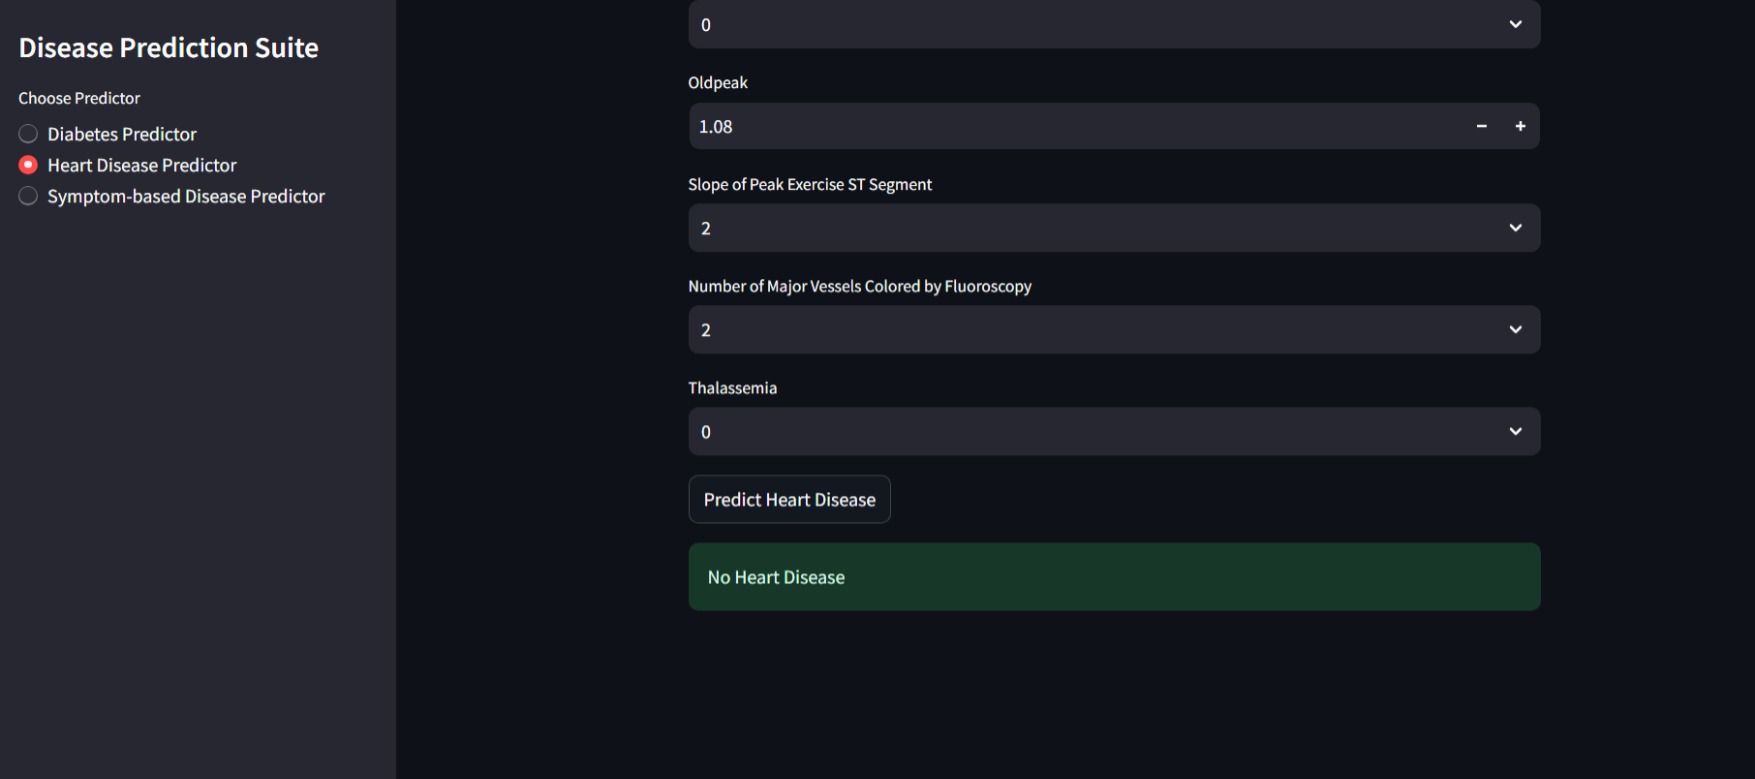 Disease Prediction Suite
Choose Predictor
Diabetes Predictor
Heart Disease Predictor
Symptom-based Disease Predictor
0
Oldpeak
1.08
Slope of Peak Exercise ST Segment
2
Number of Major Vessels Colored by Fluoroscopy
2
Thalassemia
0
Predict Heart Disease
No Heart Disease